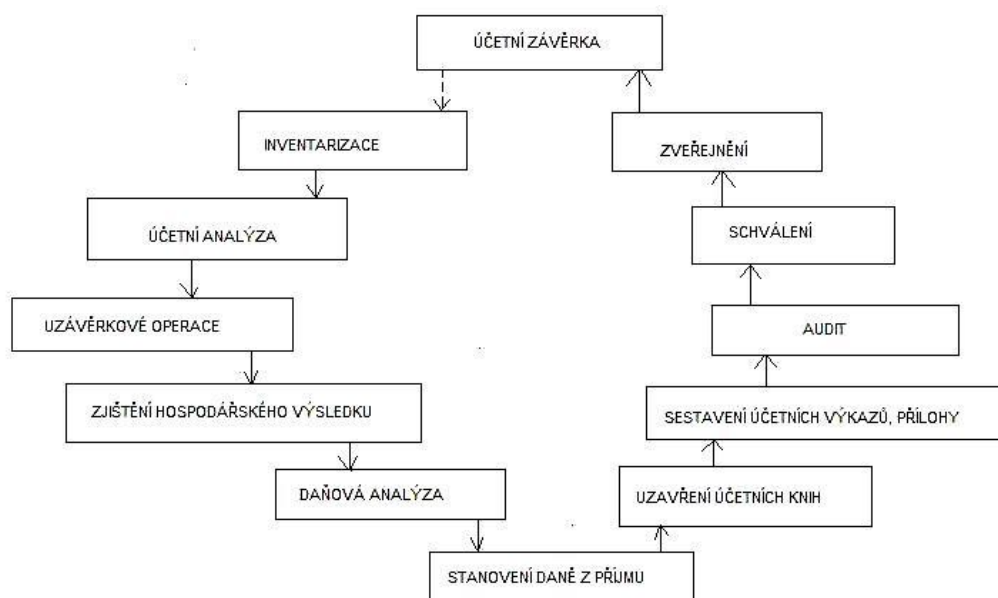 ÚČETNÍ ZÁVĚRKA
INVENTARIZACE
ÚČETNÍ ANALÝZA
UZÁVĚRKOVÉ OPERACE
ZJIŠTĚNÍ HOSPODÁŘSKÉHO VÝSLEDKU
DAŇOVÁ ANALÝZA
STANOVENÍ DANĚ Z PŘÍJMU
UZAVŘENÍ ÚČETNÍCH KNIH
SESTAVENÍ ÚČETNÍCH VÝKAZŮ, PŘÍLOHY
AUDIT
SCHVÁLENÍ
ZVEŘEJNĚNÍ